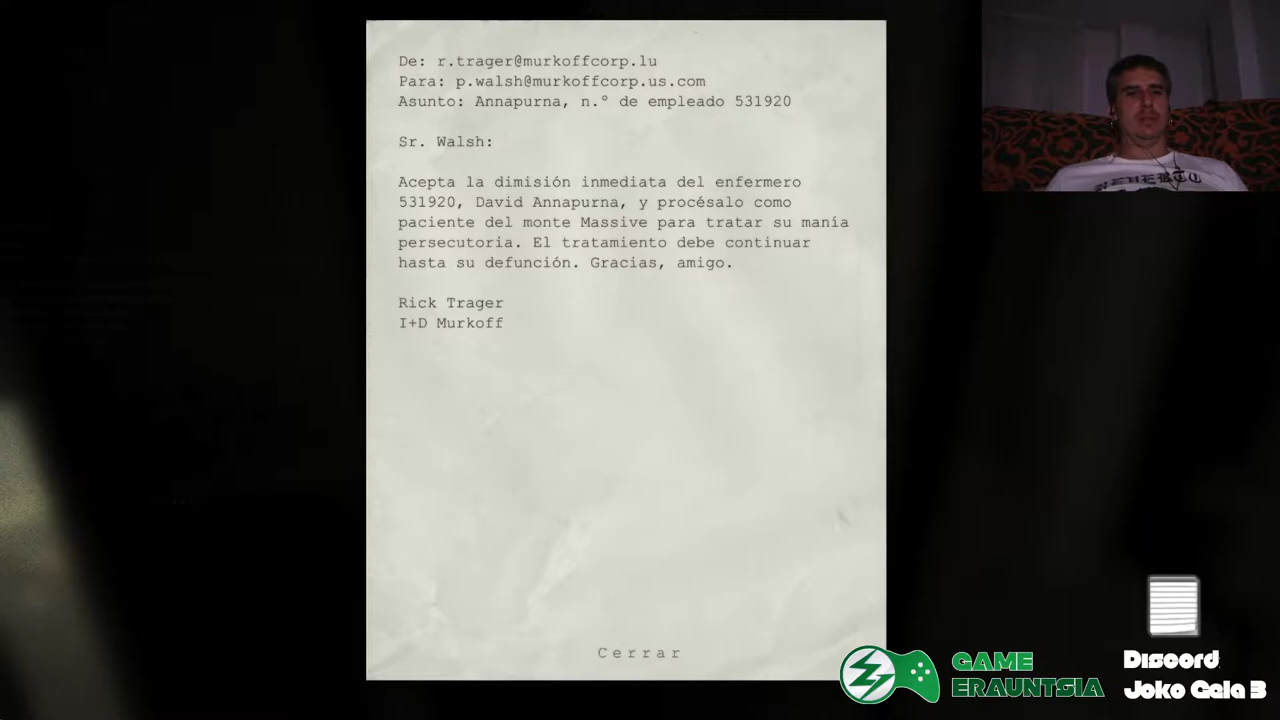 De: r.trager@murkoffcorp.lu
Para: p.walsh@murkoffcorp.us.com
Asunto: Annapurna, n.º de empleado 531920
Sr. Walsh:
Acepta la dimisión inmediata del enfermero
531920, David Annapurna, y procésalo como
paciente del monte Massive para tratar su manía
persecutoria. El tratamiento debe continuar
hasta su defunción. Gracias, amigo.
Rick Trager
I+D Murkoff
Cerrar
GAME
ERAUNTSIA
Discord
Joko Gela 3